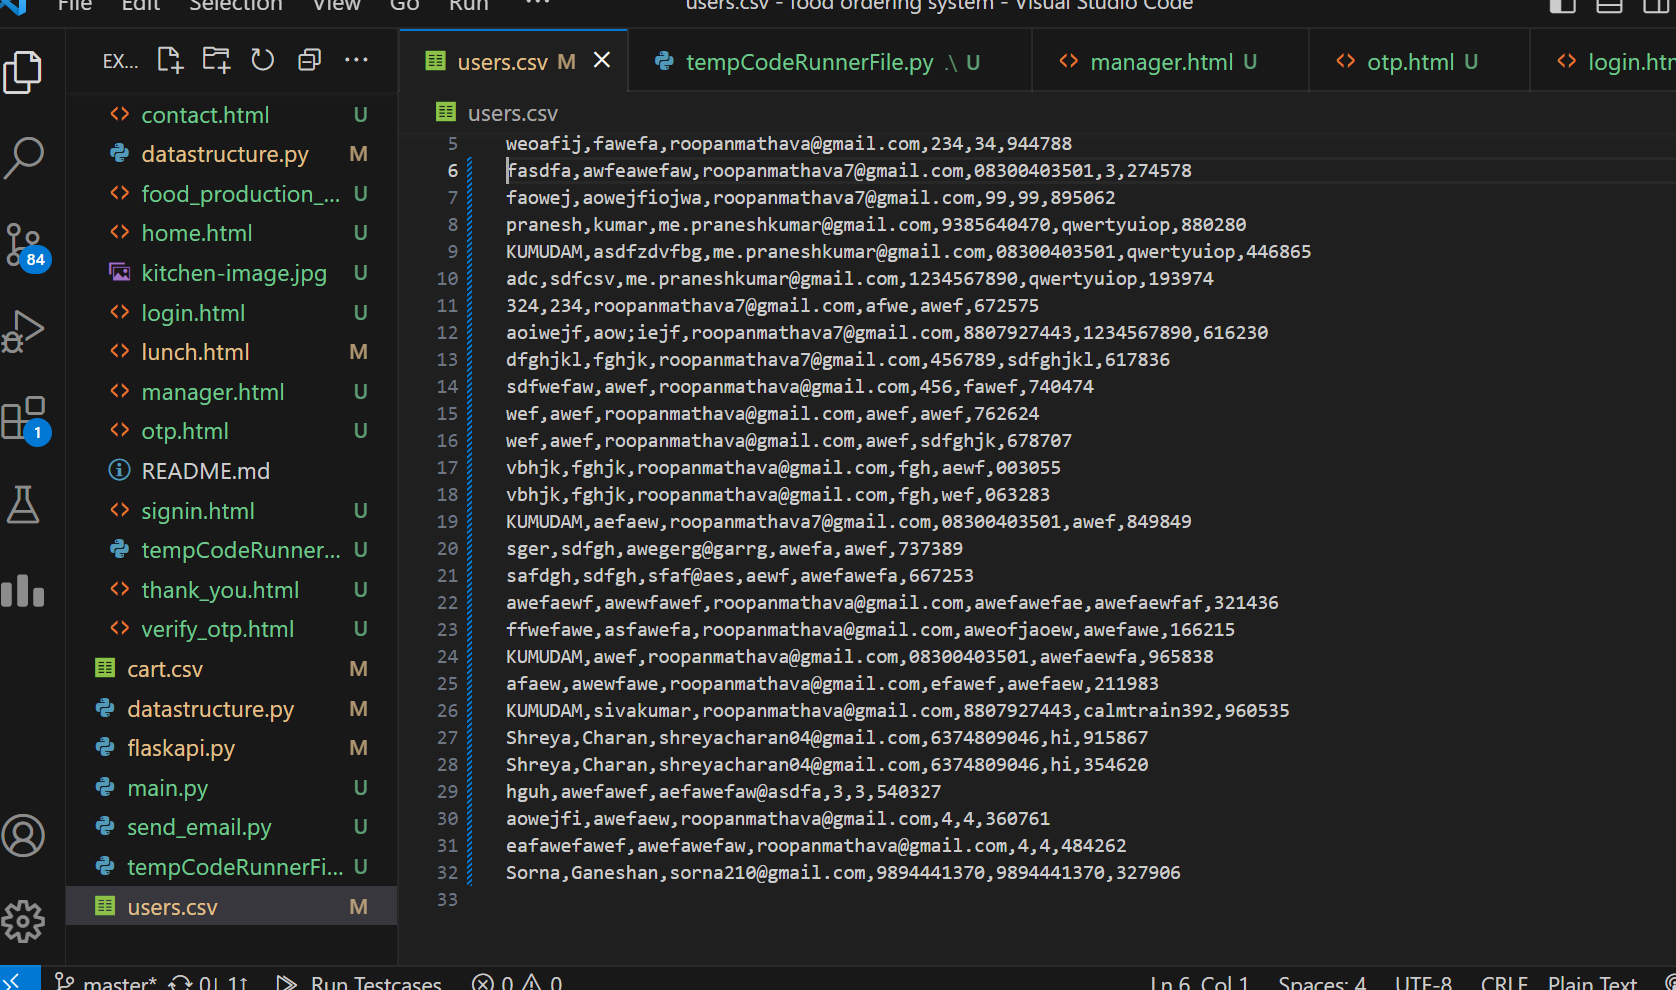 File Edit Selection View Go Run ···
users.csv - food ordering system - Visual Studio Code
EX...
users.csv M
tempCodeRunnerFile.py .\ U
manager.html U
otp.html U
login.htm
users.csv
contact.html U
datastructure.py M
food_production_... U
home.html U
kitchen-image.jpg U
login.html U
lunch.html M
manager.html U
otp.html U
README.md
signin.html U
tempCodeRunner... U
thank_you.html U
verify_otp.html U
cart.csv M
datastructure.py M
flaskapi.py M
main.py U
send_email.py U
tempCodeRunnerFi... U
users.csv M
84
1
5 weoafij,fawefa,roopanmathava@gmail.com,234,34,944788
6 fasdfa,awfeawefaw,roopanmathava7@gmail.com,08300403501,3,274578
7 faowej,aowejfiojwa,roopanmathava7@gmail.com,99,99,895062
8 pranesh,kumar,me.praneshkumar@gmail.com,9385640470,qwertyuiop,880280
9 KUMUDAM,asdfzdvfbg,me.praneshkumar@gmail.com,08300403501,qwertyuiop,446865
10 adc,sdfcsv,me.praneshkumar@gmail.com,1234567890,qwertyuiop,193974
11 324,234,roopanmathava7@gmail.com,afwe,awef,672575
12 aoiwejf,aow;iejf,roopanmathava7@gmail.com,8807927443,1234567890,616230
13 dfghjkl,fghjk,roopanmathava7@gmail.com,456789,sdfghjkl,617836
14 sdfwefaw,awef,roopanmathava@gmail.com,456,fawef,740474
15 wef,awef,roopanmathava@gmail.com,awef,awef,762624
16 wef,awef,roopanmathava@gmail.com,awef,sdfghjk,678707
17 vbhjk,fghjk,roopanmathava@gmail.com,fgh,aewf,003055
18 vbhjk,fghjk,roopanmathava@gmail.com,fgh,wef,063283
19 KUMUDAM,aefaew,roopanmathava7@gmail.com,08300403501,awef,849849
20 sger,sdfgh,awegerg@garrg,awefa,awef,737389
21 safdgh,sdfgh,sfaf@aes,aewf,awefawefa,667253
22 awefaewf,awewfawef,roopanmathava@gmail.com,awefawefae,awefaewfaf,321436
23 ffwefawe,asfawefa,roopanmathava@gmail.com,aweofjaoew,awefawe,166215
24 KUMUDAM,awef,roopanmathava@gmail.com,08300403501,awefaewfa,965838
25 afaew,awewfawe,roopanmathava@gmail.com,efawef,awefaew,211983
26 KUMUDAM,sivakumar,roopanmathava@gmail.com,8807927443,calmtrain392,960535
27 Shreya,Charan,shreyacharan04@gmail.com,6374809046,hi,915867
28 Shreya,Charan,shreyacharan04@gmail.com,6374809046,hi,354620
29 hguh,awefawef,aefawefaw@asdfa,3,3,540327
30 aowejfi,awefaew,roopanmathava@gmail.com,4,4,360761
31 eafawefawef,awefawefaw,roopanmathava@gmail.com,4,4,484262
32 Sorna,Ganeshan,sorna210@gmail.com,9894441370,9894441370,327906
33
master* 0↓ 1↑ Run Testcases 0 0 Ln 6, Col 1 Spaces: 4 UTF-8 CRLF Plain Text